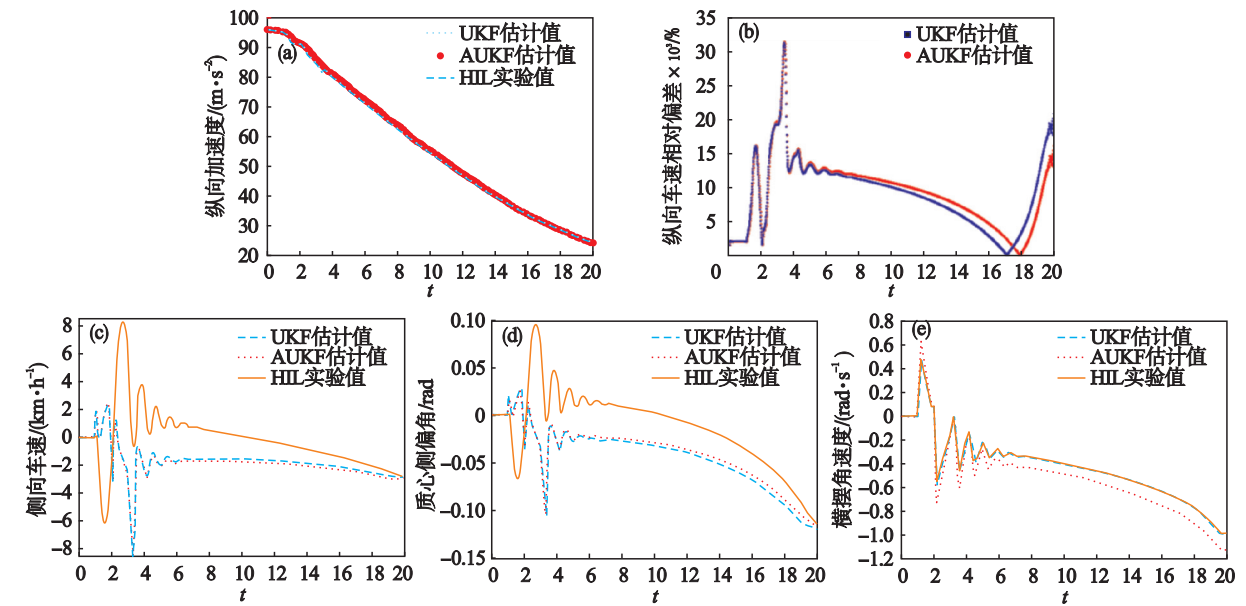 纵向加速度/(m·s⁻²)
100
90
80
70
60
50
40
30
20
(a)
UKF估计值
AUKF估计值
HIL实验值
0 2 4 6 8 10 12 14 16 18 20
t
纵向车速相对偏差×10³/%
35
30
25
20
15
10
5
(b)
UKF估计值
AUKF估计值
0 2 4 6 8 10 12 14 16 18 20
t
侧向车速/(km·h⁻¹)
8
6
4
2
0
−2
−4
−6
−8
(c)
UKF估计值
AUKF估计值
HIL实验值
0 2 4 6 8 10 12 14 16 18 20
t
质心侧偏角/rad
0.10
0.05
0
−0.05
−0.10
−0.15
(d)
UKF估计值
AUKF估计值
HIL实验值
0 2 4 6 8 10 12 14 16 18 20
t
横摆角速度/(rad·s⁻¹)
0.8
0.6
0.4
0.2
0
−0.2
−0.4
−0.6
−0.8
−1.0
−1.2
(e)
UKF估计值
AUKF估计值
HIL实验值
0 2 4 6 8 10 12 14 16 18 20
t